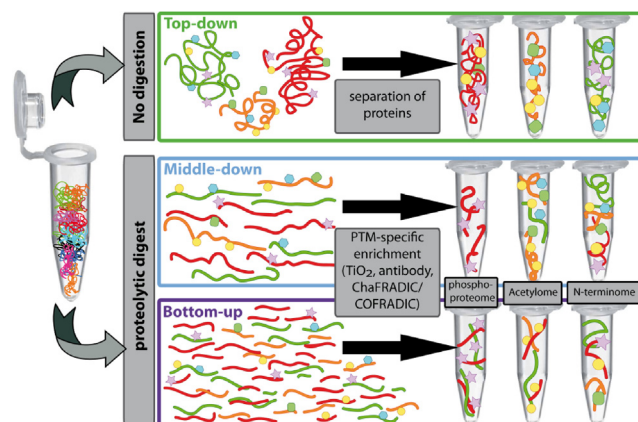 Top-down
No digestion
separation of
proteins
Middle-down
proteolytic digest
PTM-specific
enrichment
(TiO₂, antibody,
ChaFRADIC/
COFRADIC)
phospho-
proteome
Acetylome
N-terminome
Bottom-up